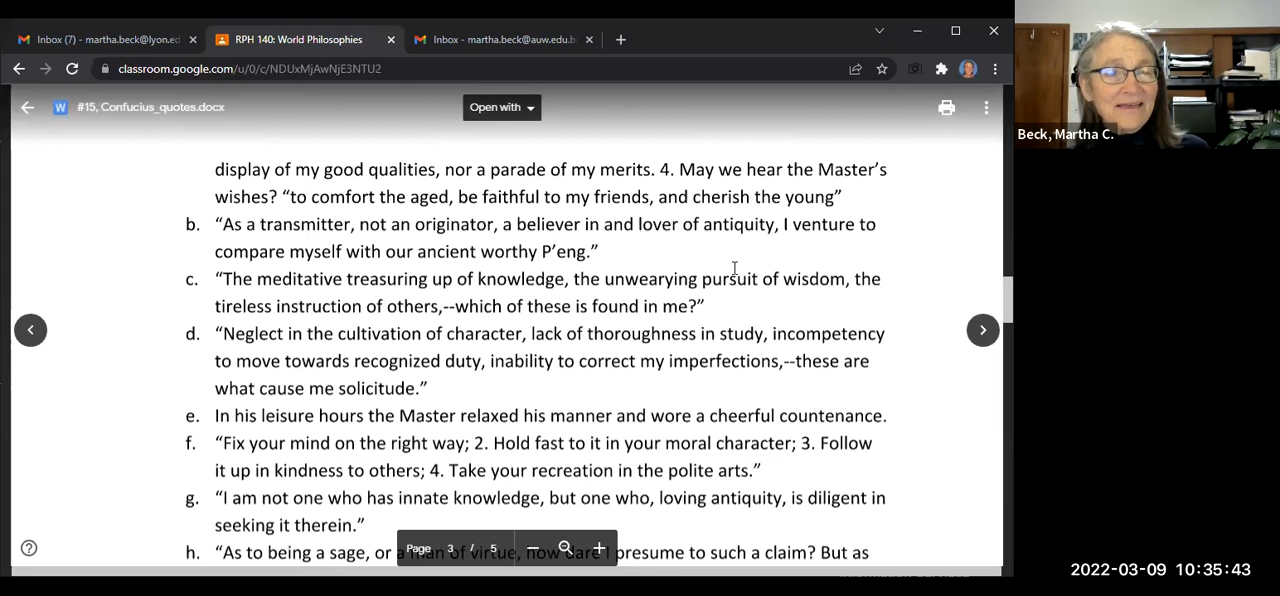 Inbox (7) - martha.beck@lyon.ed
RPH 140: World Philosophies
Inbox - martha.beck@auw.edu.b
classroom.google.com/u/0/c/NDUxMjAwNjE3NTU2
#15, Confucius_quotes.docx
Open with
Beck, Martha C.
display of my good qualities, nor a parade of my merits. 4. May we hear the Master’s
wishes? “to comfort the aged, be faithful to my friends, and cherish the young”
b. “As a transmitter, not an originator, a believer in and lover of antiquity, I venture to
compare myself with our ancient worthy P’eng.”
c. “The meditative treasuring up of knowledge, the unwearying pursuit of wisdom, the
tireless instruction of others,--which of these is found in me?”
d. “Neglect in the cultivation of character, lack of thoroughness in study, incompetency
to move towards recognized duty, inability to correct my imperfections,--these are
what cause me solicitude.”
e. In his leisure hours the Master relaxed his manner and wore a cheerful countenance.
f. “Fix your mind on the right way; 2. Hold fast to it in your moral character; 3. Follow
it up in kindness to others; 4. Take your recreation in the polite arts.”
g. “I am not one who has innate knowledge, but one who, loving antiquity, is diligent in
seeking it therein.”
h. “As to being a sage, or a man of virtue, how dare I presume to such a claim? But as
Page 3 / 5
2022-03-09 10:35:43